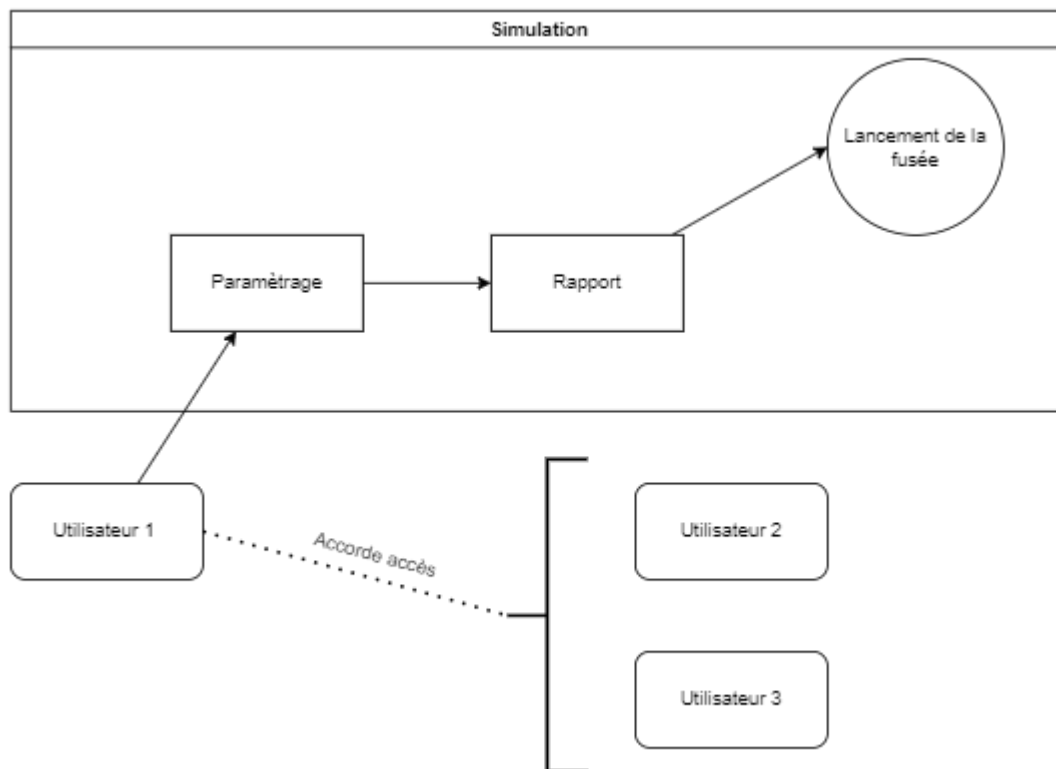 Simulation
Lancement de la
fusée
Paramètrage
Rapport
Utilisateur 1
Accorde accès
Utilisateur 2
Utilisateur 3